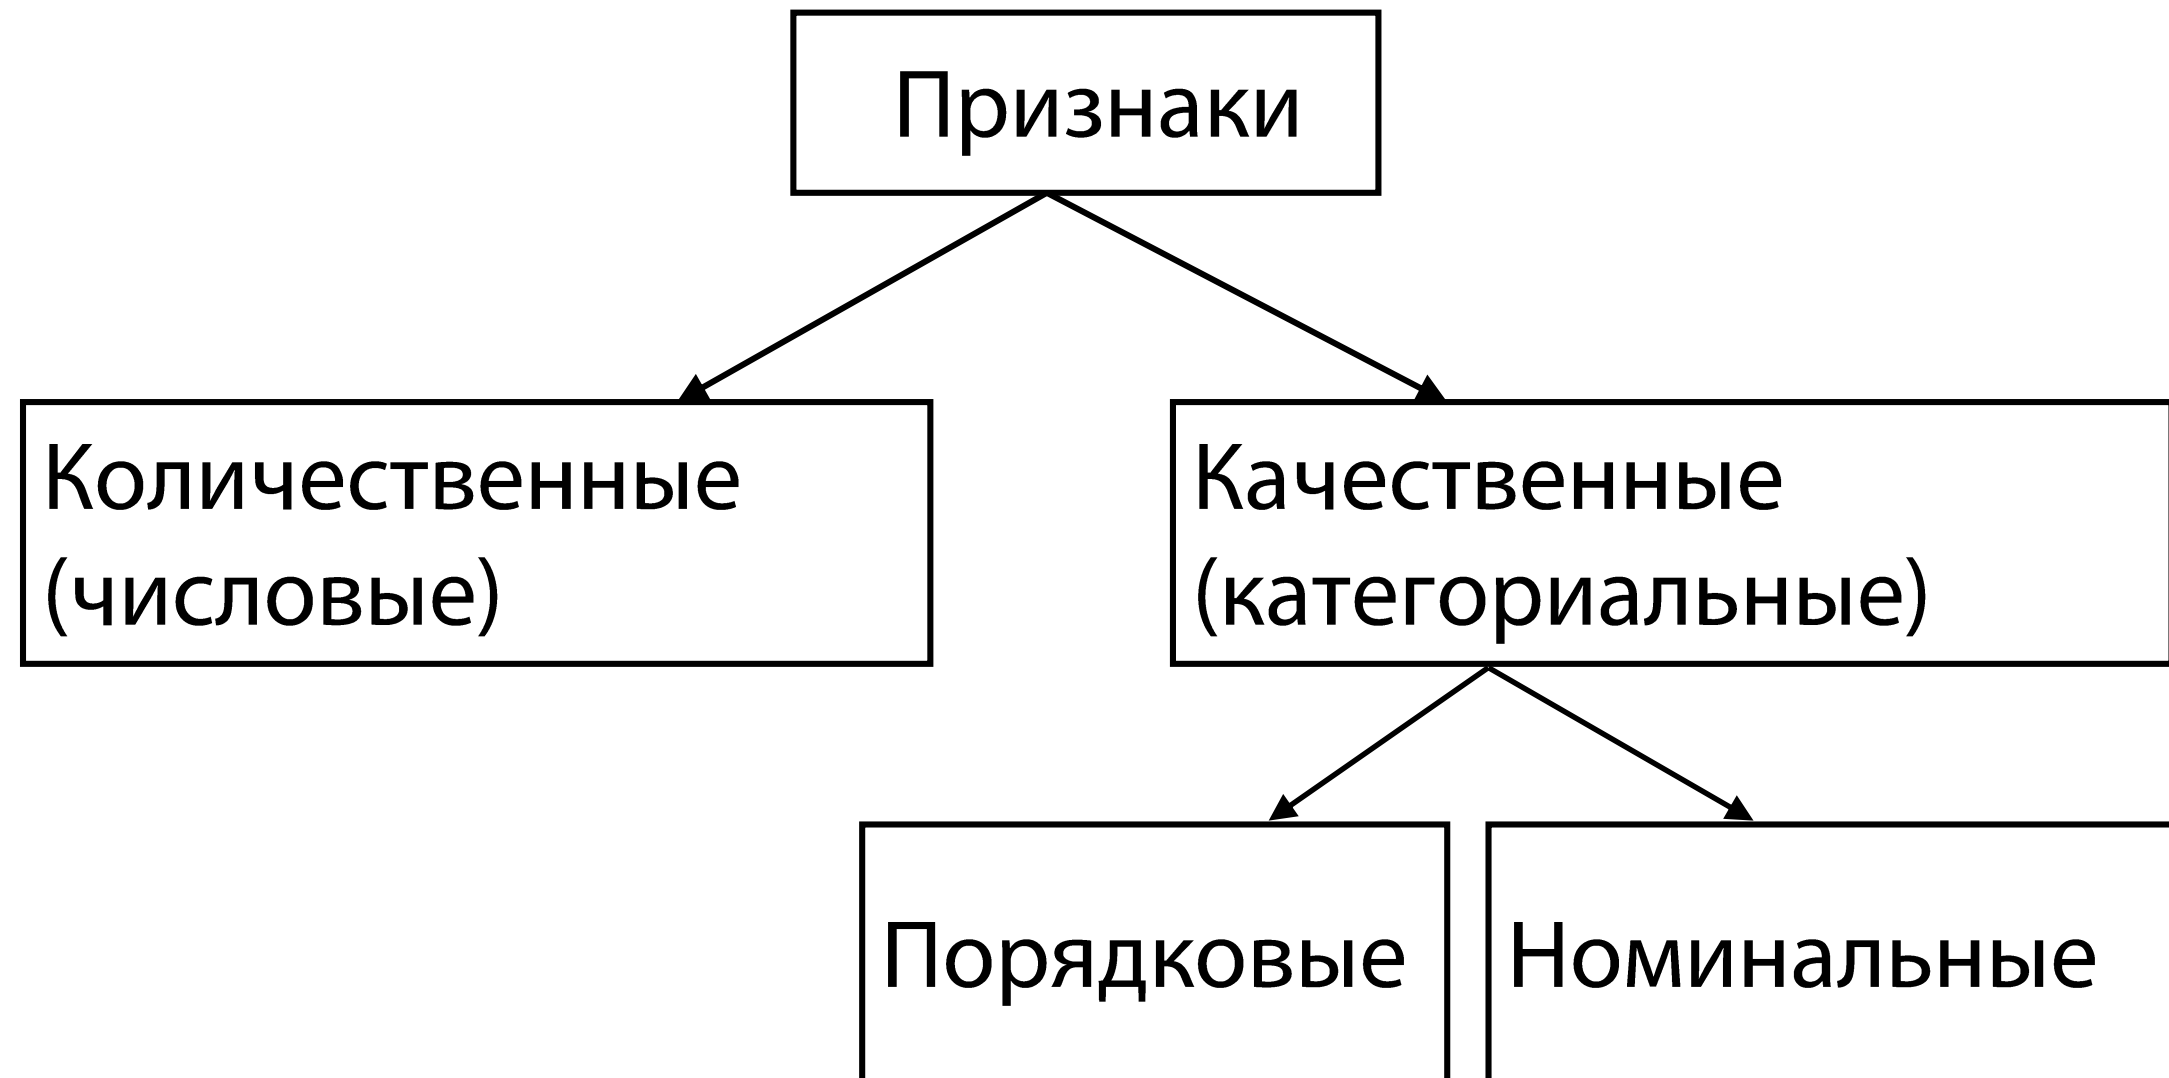 Признаки
Количественные
(числовые)
Качественные
(категориальные)
Порядковые
Номинальные